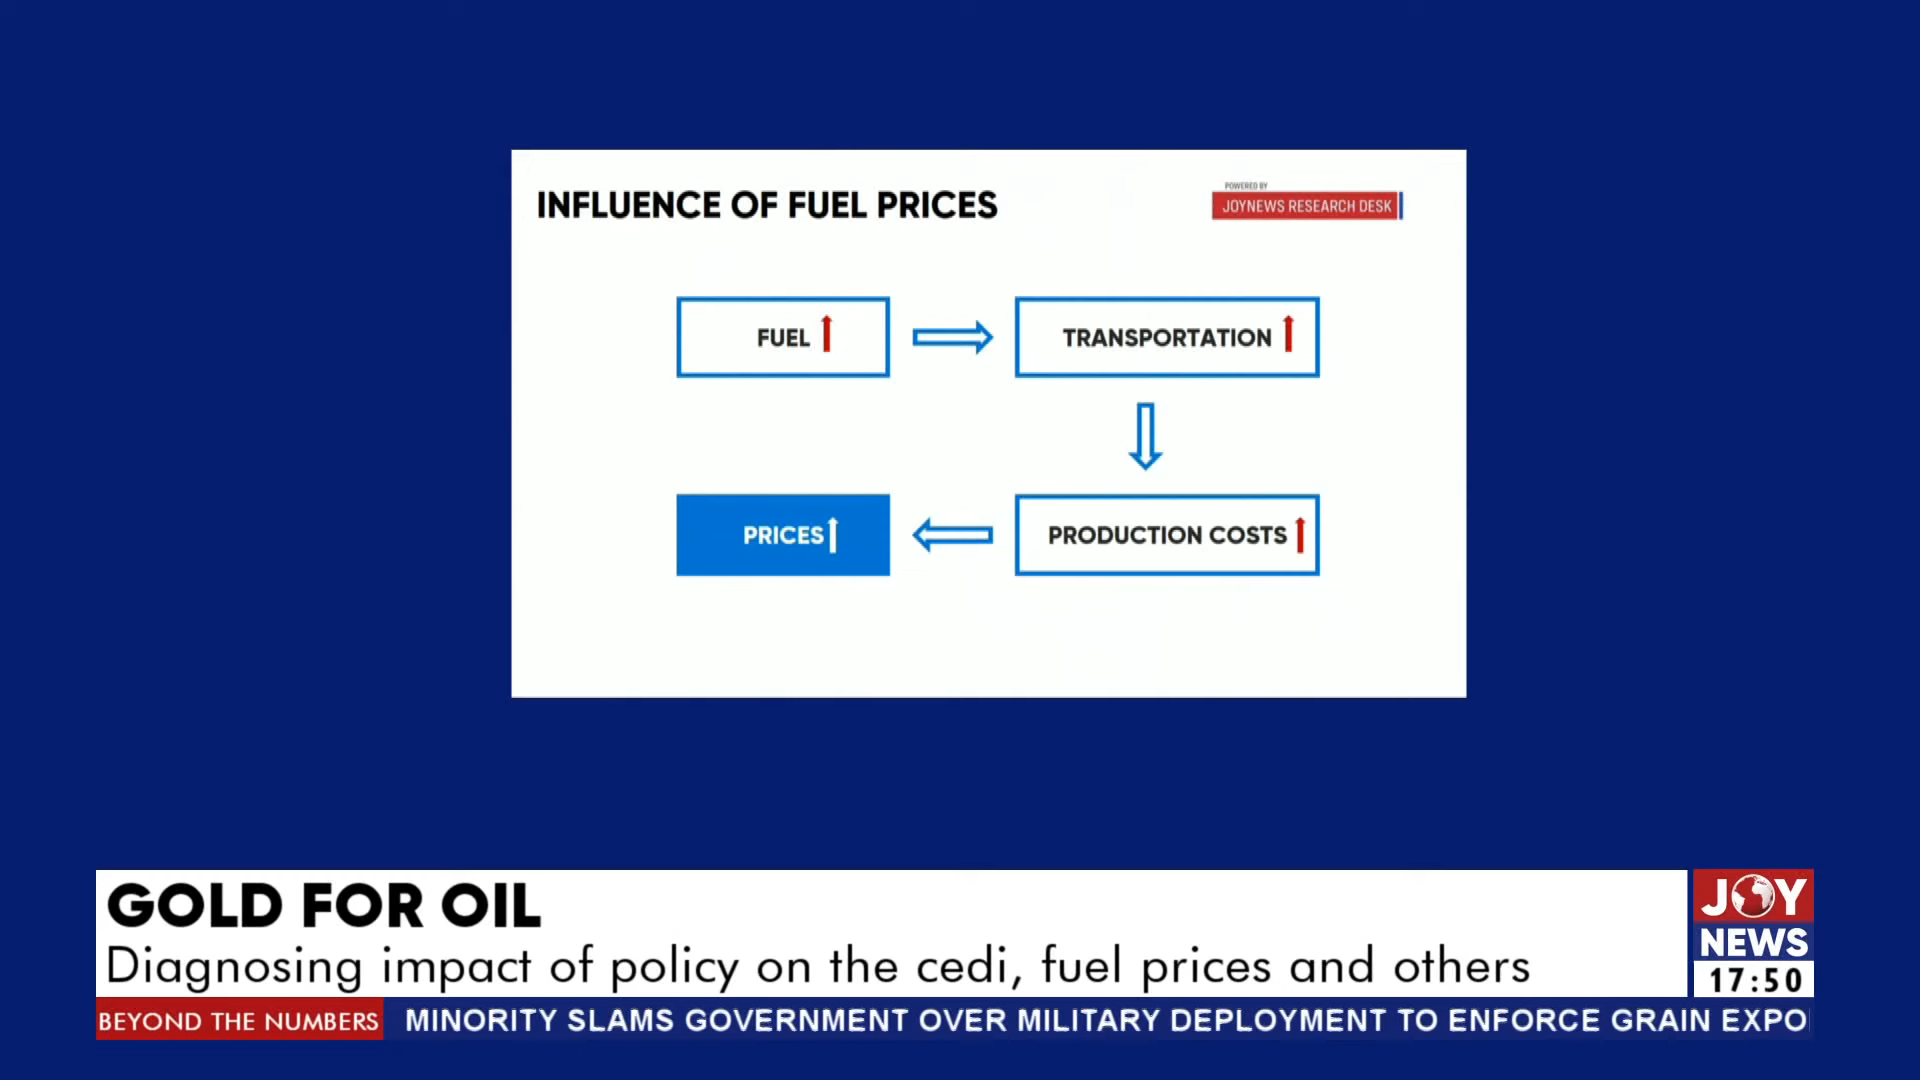 INFLUENCE OF FUEL PRICES
POWERED BY
JOYNEWS RESEARCH DESK
FUEL
TRANSPORTATION
PRICES
PRODUCTION COSTS
GOLD FOR OIL
Diagnosing impact of policy on the cedi, fuel prices and others
JOY
NEWS
17:50
BEYOND THE NUMBERS
MINORITY SLAMS GOVERNMENT OVER MILITARY DEPLOYMENT TO ENFORCE GRAIN EXPO